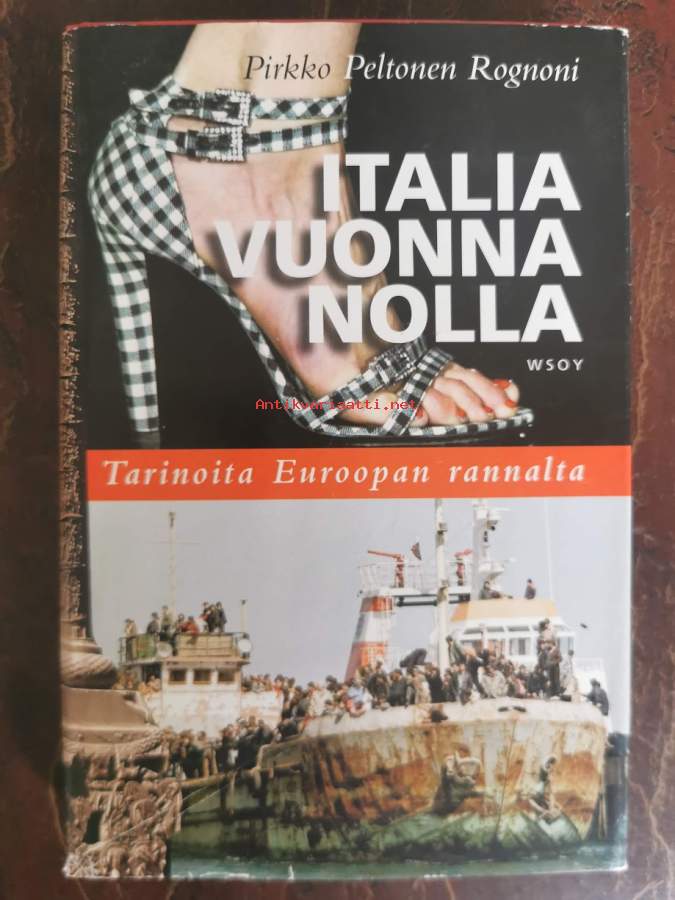 Pirkko Peltonen Rognoni
ITALIA
VUONNA
NOLLA
WSOY
Antikvariaatti.net
Tarinoita Euroopan rannalta